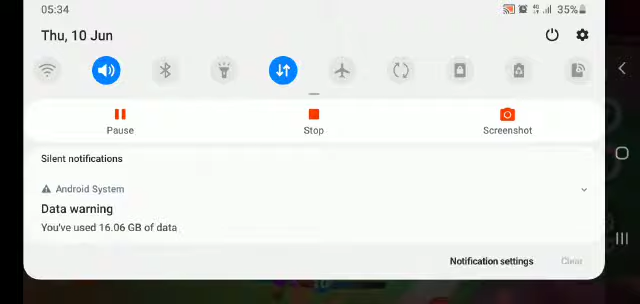 05:34
4G
35%
Thu, 10 Jun
Pause
Stop
Screenshot
Silent notifications
Android System
Data warning
You've used 16.06 GB of data
Notification settings
Clear